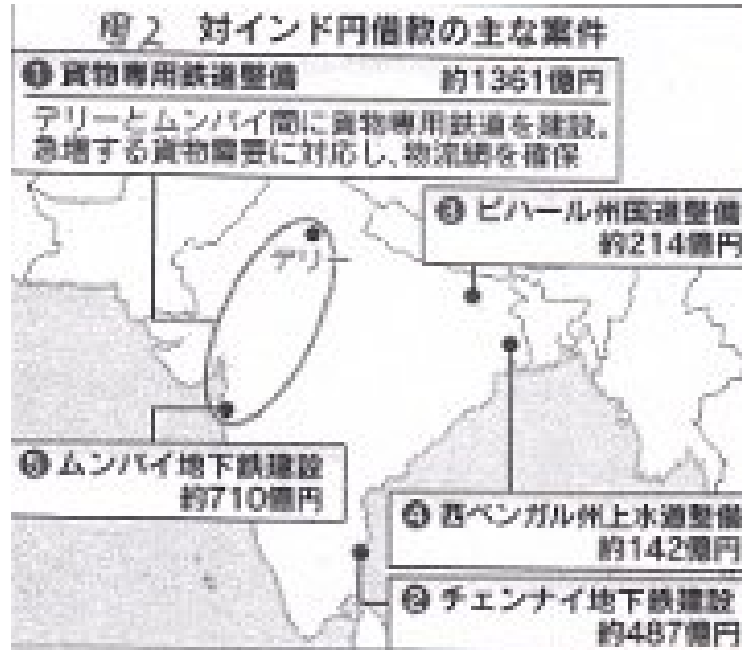 図2 対インド円借款の主な案件
❶ 貨物専用鉄道整備 約1361億円
デリーとムンバイ間に貨物専用鉄道を建設。
急増する貨物需要に対応し、物流網を確保
❸ ビハール州国道整備
約214億円
デリー
❺ ムンバイ地下鉄建設
約710億円
❹ 西ベンガル州上水道整備
約142億円
❷ チェンナイ地下鉄建設
約487億円